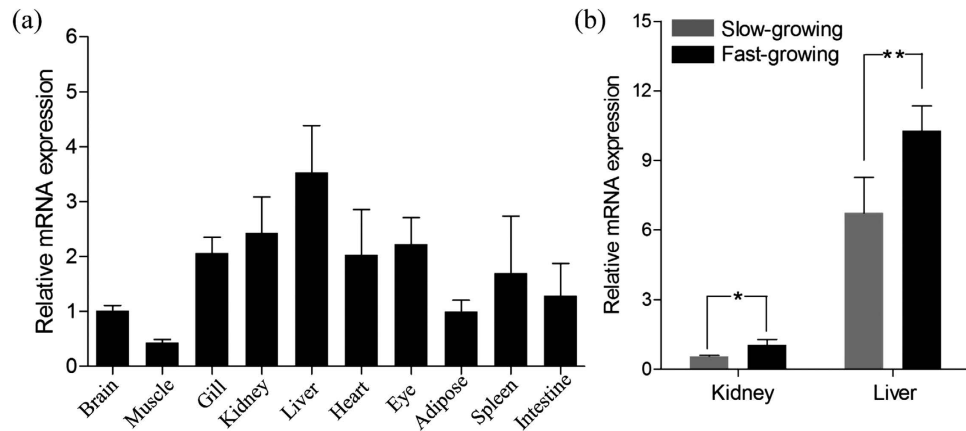 (a)
Relative mRNA expression
6
5
4
3
2
1
0
Brain
Muscle
Gill
Kidney
Liver
Heart
Eye
Adipose
Spleen
Intestine
(b)
Relative mRNA expression
15
12
9
6
3
0
Slow-growing
Fast-growing
*
**
Kidney
Liver